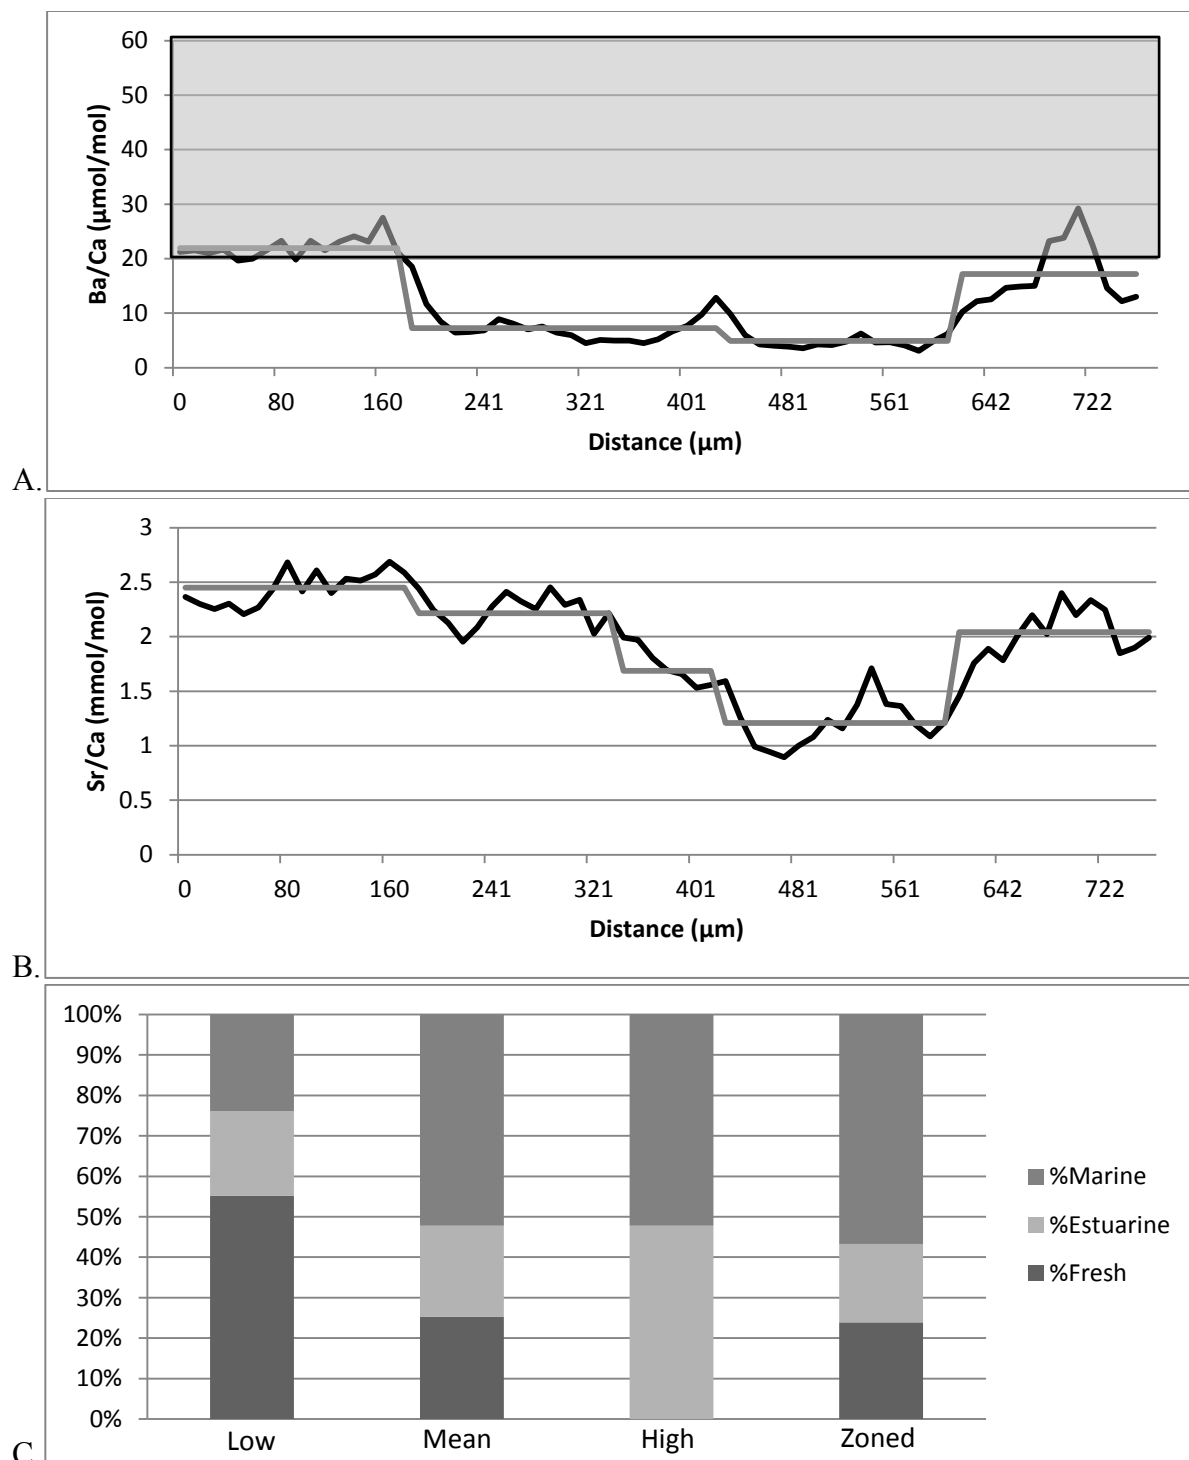 60
50
40
30
20
10
0
Ba/Ca (µmol/mol)
0 80 160 241 321 401 481 561 642 722
Distance (µm)
A.
3
2.5
2
1.5
1
0.5
0
Sr/Ca (mmol/mol)
0 80 160 241 321 401 481 561 642 722
Distance (µm)
B.
100%
90%
80%
70%
60%
50%
40%
30%
20%
10%
0%
Low Mean High Zoned
%Marine
%Estuarine
%Fresh
C